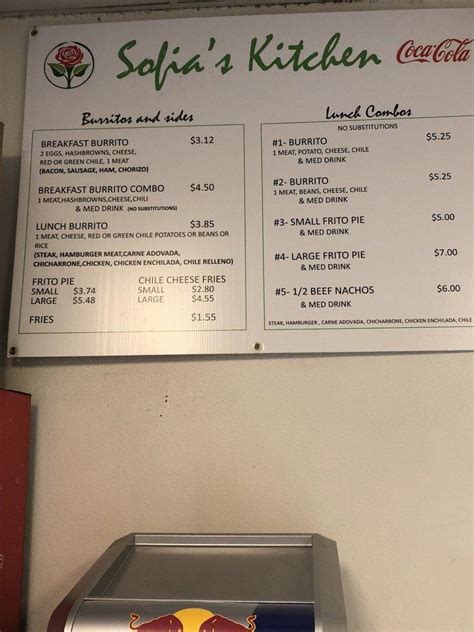 Sofia's Kitchen
Coca-Cola
Burritos and sides
BREAKFAST BURRITO $3.12
2 EGGS, HASHBROWNS, CHEESE,
RED OR GREEN CHILE, 1 MEAT
(BACON, SAUSAGE, HAM, CHORIZO)
BREAKFAST BURRITO COMBO $4.50
1 MEAT,HASHBROWNS,CHEESE,CHILI
& MED DRINK (NO SUBSTITUTIONS)
LUNCH BURRITO $3.85
1 MEAT, CHEESE, RED OR GREEN CHILE POTATOES OR BEANS OR
RICE
(STEAK, HAMBURGER MEAT,CARNE ADOVADA,
CHICHARRONE,CHICKEN, CHICKEN ENCHILADA, CHILE RELLENO)
FRITO PIE
SMALL $3.74
LARGE $5.48
CHILE CHEESE FRIES
SMALL $2.80
LARGE $4.55
FRIES $1.55
Lunch Combos
NO SUBSTITUTIONS
#1- BURRITO $5.25
1 MEAT, POTATO, CHEESE, CHILE
& MED DRINK
#2- BURRITO $5.25
1 MEAT, BEANS, CHEESE, CHILE
& MED DRINK
#3- SMALL FRITO PIE $5.00
& MED DRINK
#4- LARGE FRITO PIE $7.00
& MED DRINK
#5- 1/2 BEEF NACHOS $6.00
& MED DRINK
STEAK, HAMBURGER , CARNE ADOVADA, CHICHARRONE, CHICKEN ENCHILADA, CHILE